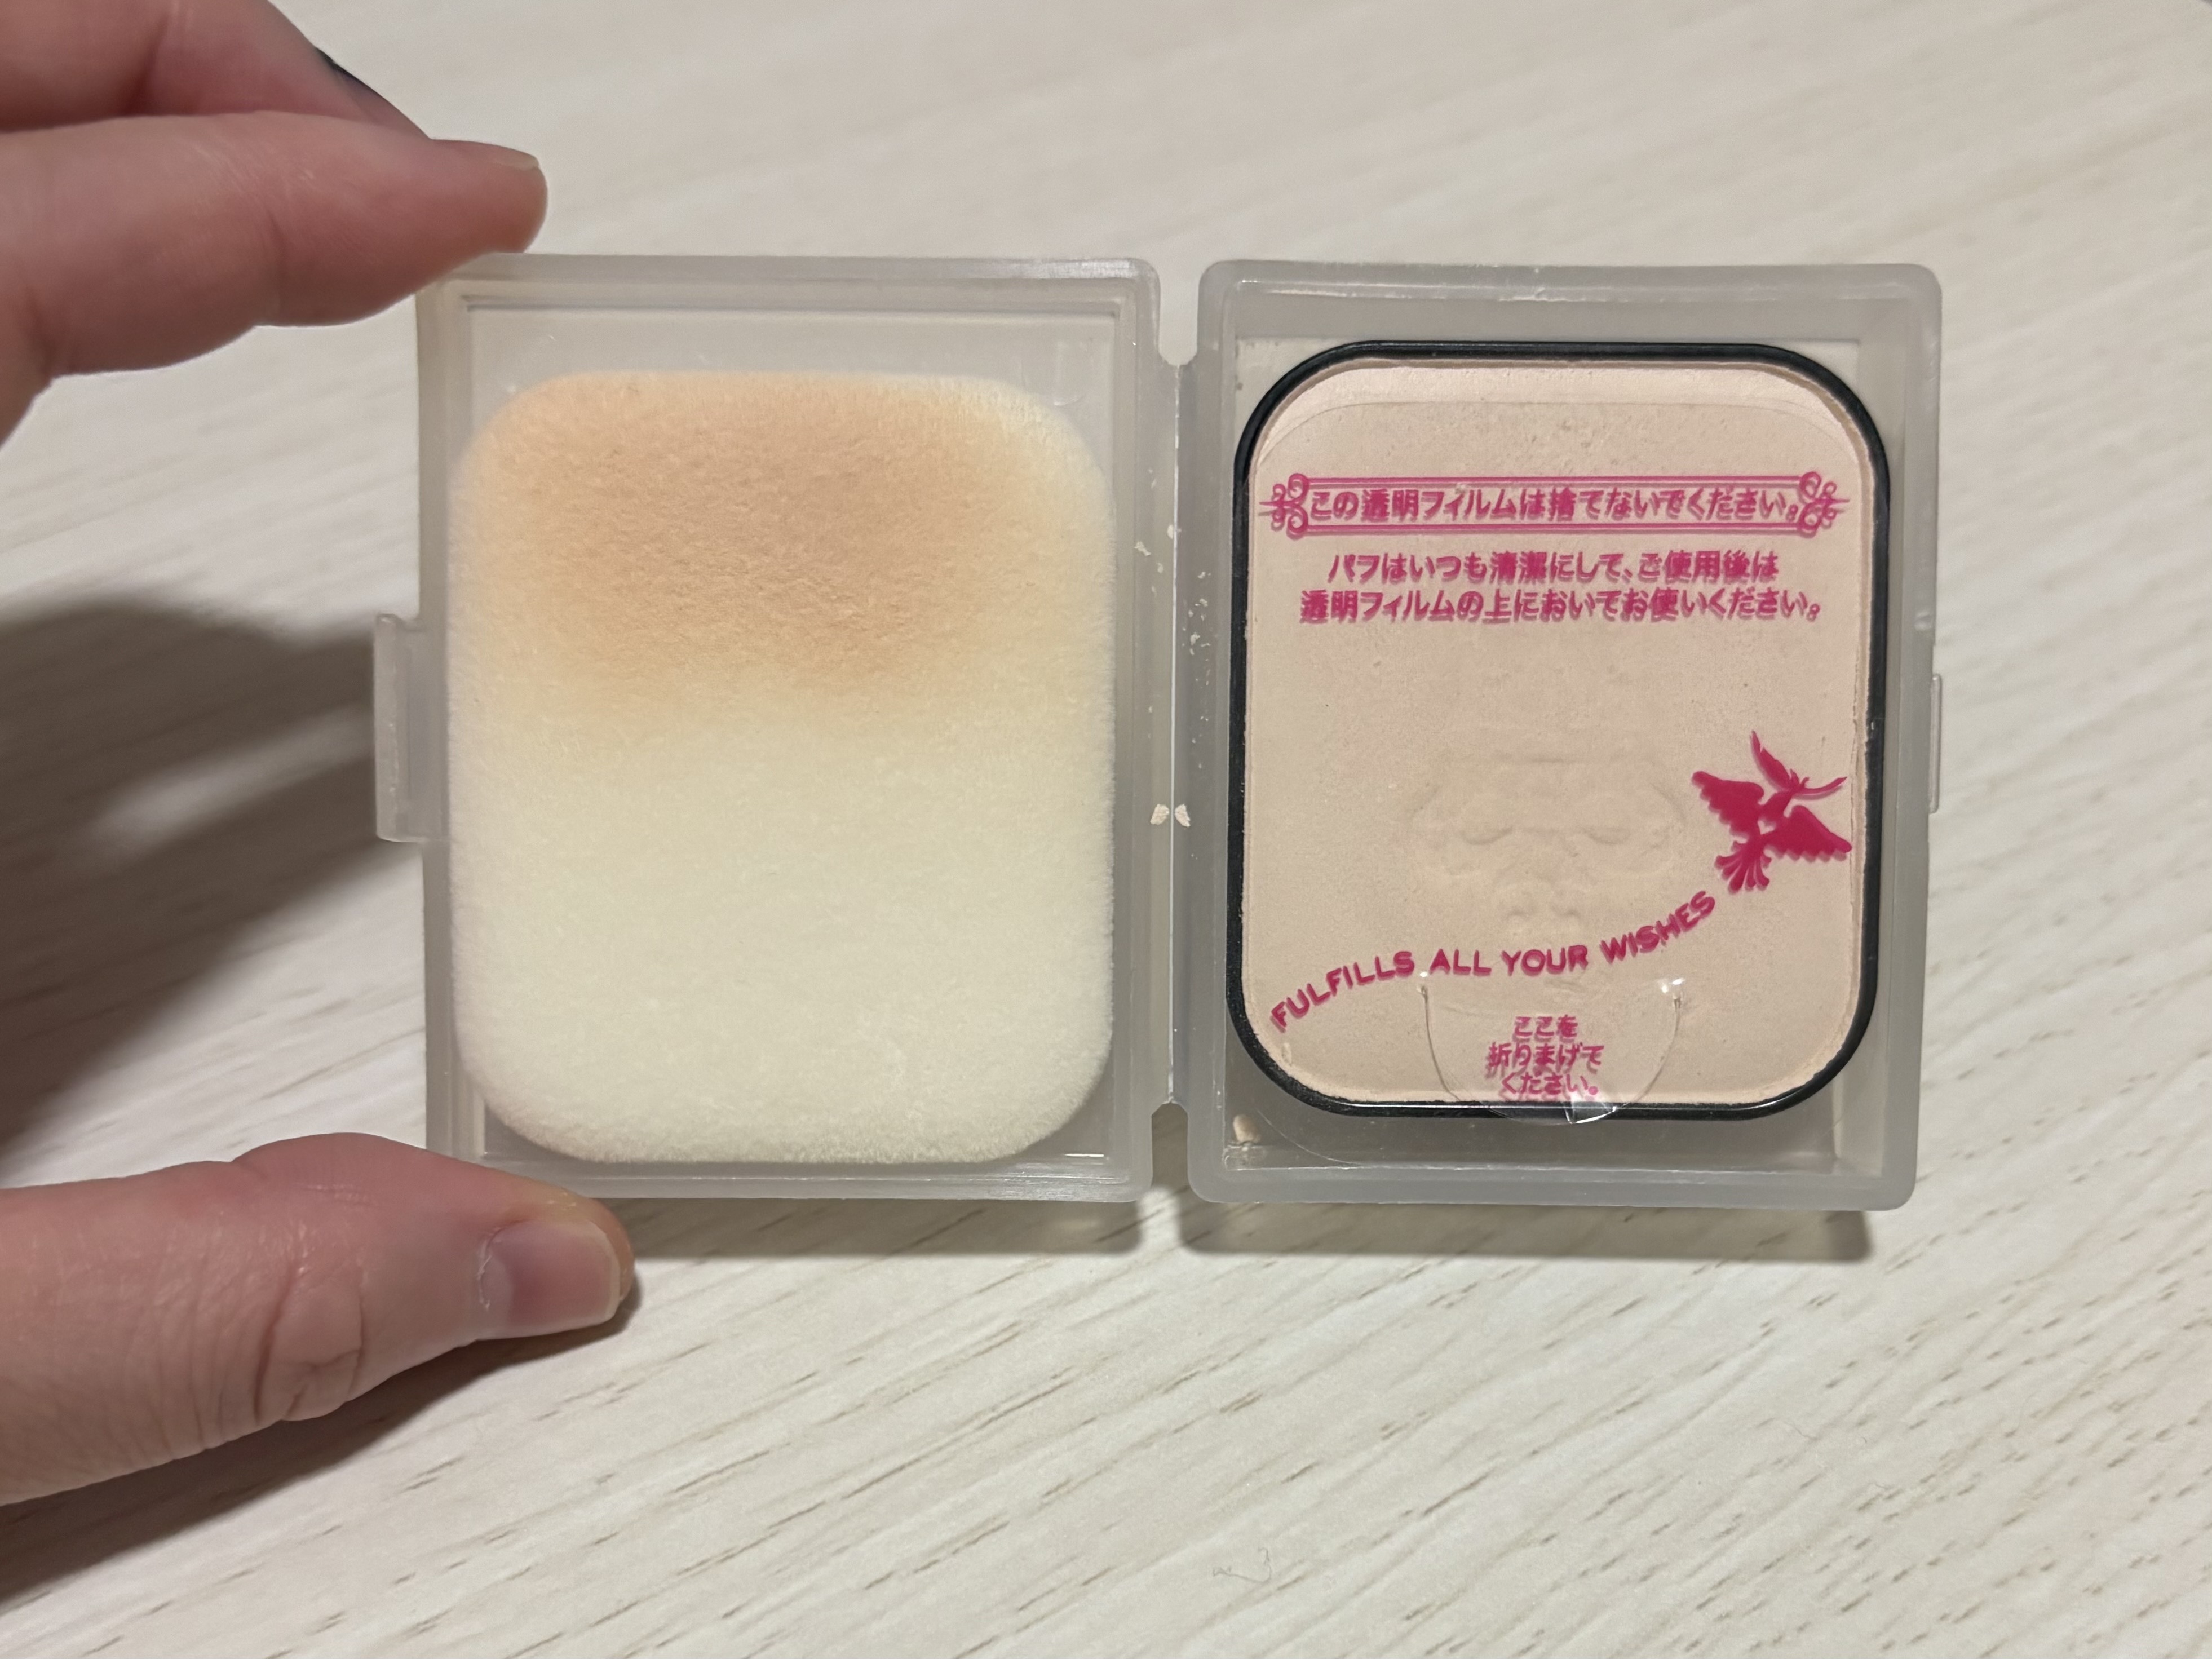 この透明フィルムは捨てないでください。
パフはいつも清潔にして、ご使用後は
透明フィルムの上においてお使いください。
FULFILLS ALL YOUR WISHES
ここを
折りまげて
ください。